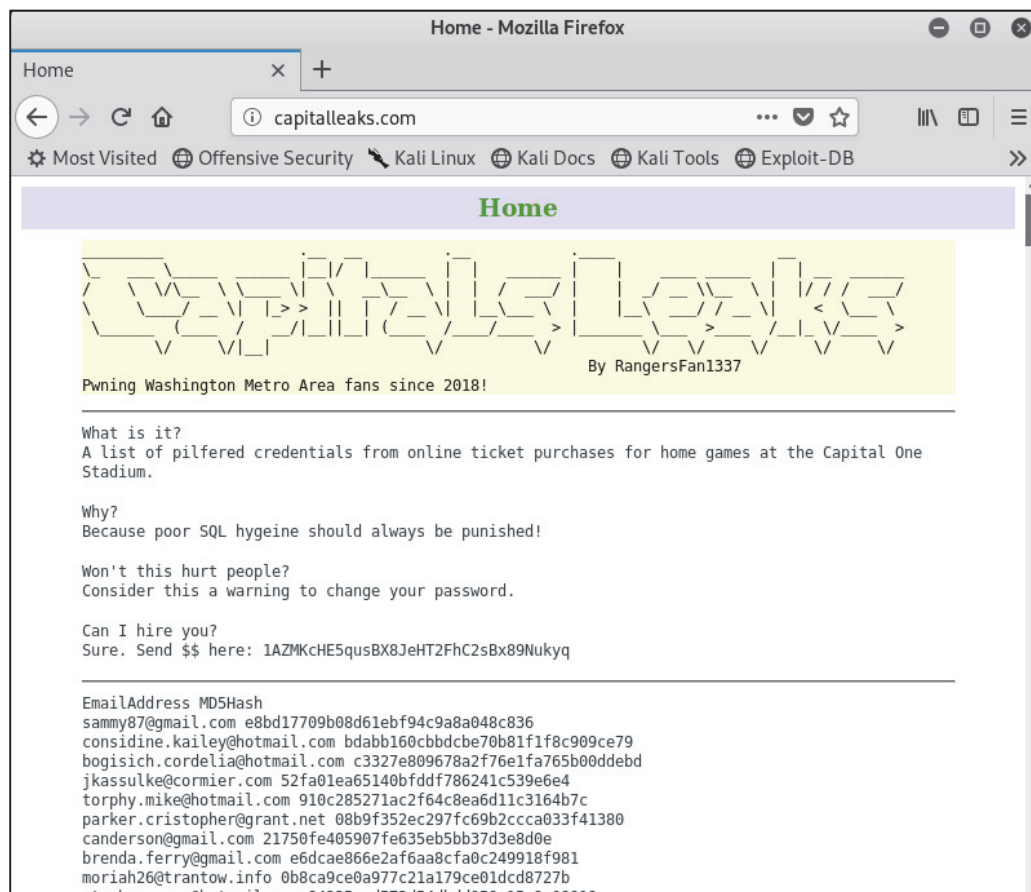 Home - Mozilla Firefox
Home
capitalleaks.com
Most Visited Offensive Security Kali Linux Kali Docs Kali Tools Exploit-DB
Home
Capitals Leaks
By RangersFan1337
Pwning Washington Metro Area fans since 2018!
What is it?
A list of pilfered credentials from online ticket purchases for home games at the Capital One
Stadium.
Why?
Because poor SQL hygeine should always be punished!
Won't this hurt people?
Consider this a warning to change your password.
Can I hire you?
Sure. Send $$ here: 1AZMKcHE5qusBX8JeHT2FhC2sBx89Nukyq
EmailAddress MD5Hash
sammy87@gmail.com e8bd17709b08d61ebf94c9a8a048c836
considine.kailey@hotmail.com bdabb160cbbdcbe70b81f1f8c909ce79
bogisich.cordelia@hotmail.com c3327e809678a2f76e1fa765b00ddebd
jkassulke@cormier.com 52fa01ea65140bfddf786241c539e6e4
torphy.mike@hotmail.com 910c285271ac2f64c8ea6d11c3164b7c
parker.cristopher@grant.net 08b9f352ec297fc69b2ccca033f41380
canderson@gmail.com 21750fe405907fe635eb5bb37d3e8d0e
brenda.ferry@gmail.com e6dcae866e2af6aa8cfa0c249918f981
moriah26@trantow.info 0b8ca9ce0a977c21a179ce01dcd8727b